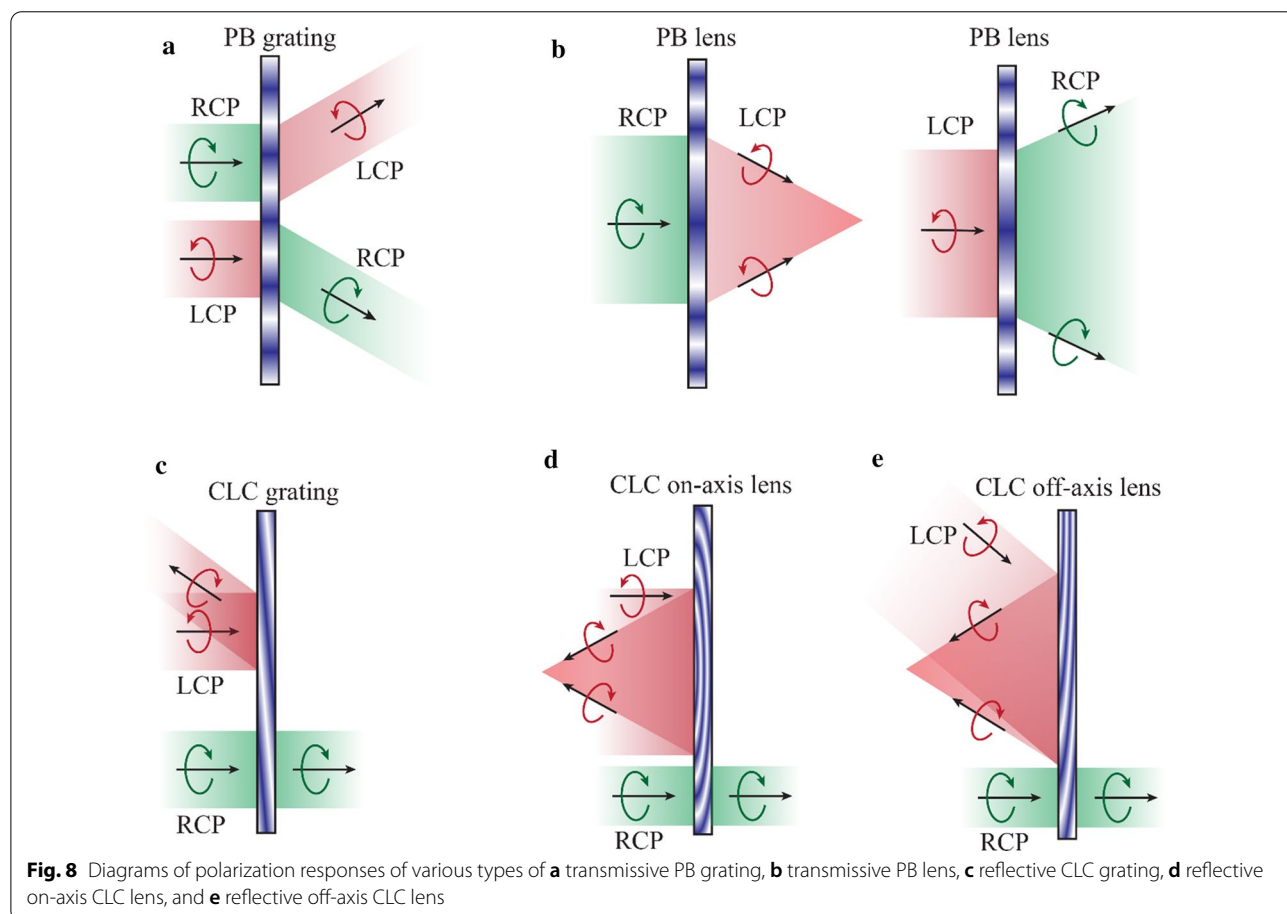 a
PB grating
RCP
LCP
LCP
RCP
b
PB lens
RCP
LCP
PB lens
LCP
RCP
c
CLC grating
LCP
RCP
d
CLC on-axis lens
LCP
RCP
e
CLC off-axis lens
LCP
RCP
Fig. 8 Diagrams of polarization responses of various types of a transmissive PB grating, b transmissive PB lens, c reflective CLC grating, d reflective
on-axis CLC lens, and e reflective off-axis CLC lens